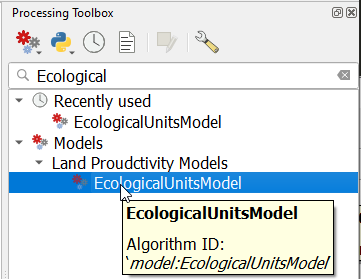 Processing Toolbox
Ecological
Recently used
EcologicalUnitsModel
Models
Land Proudctivity Models
EcologicalUnitsModel
EcologicalUnitsModel
Algorithm ID:
'model:EcologicalUnitsModel